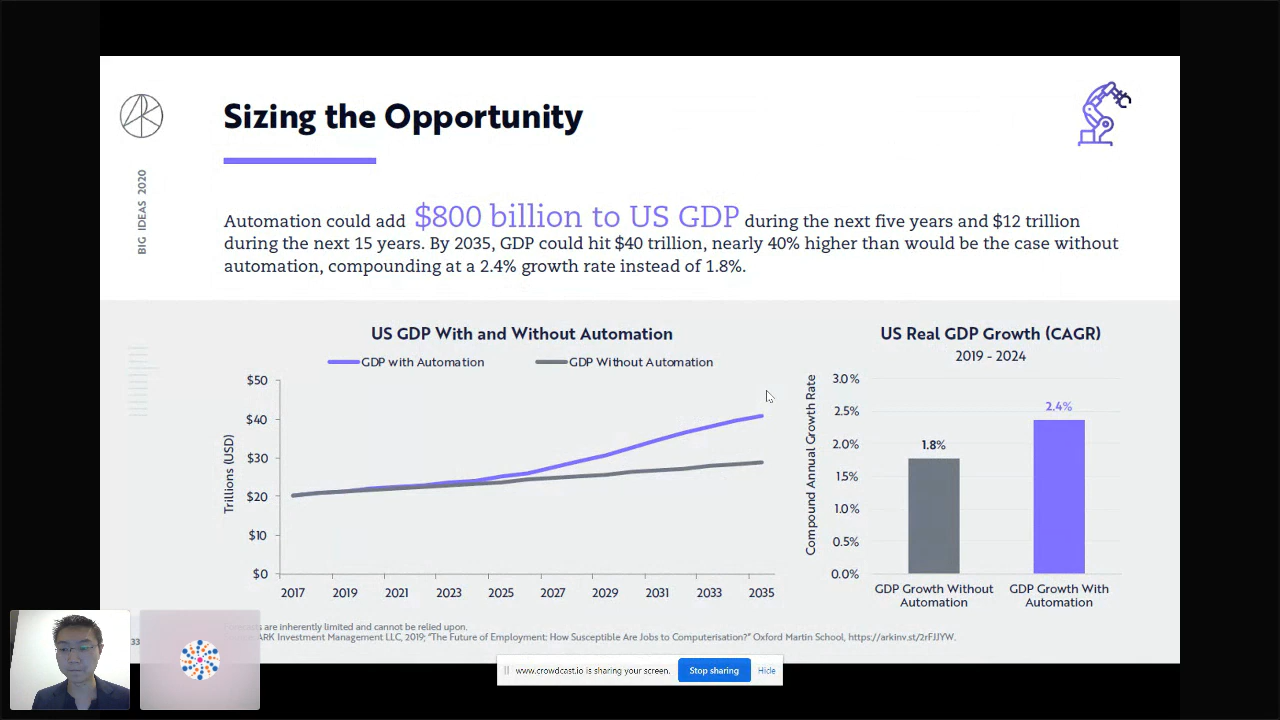 Sizing the Opportunity
BIG IDEAS 2020
Automation could add $800 billion to US GDP during the next five years and $12 trillion
during the next 15 years. By 2035, GDP could hit $40 trillion, nearly 40% higher than would be the case without
automation, compounding at a 2.4% growth rate instead of 1.8%.
US GDP With and Without Automation
GDP with Automation
GDP Without Automation
Trillions (USD)
$50
$40
$30
$20
$10
$0
2017 2019 2021 2023 2025 2027 2029 2031 2033 2035
US Real GDP Growth (CAGR)
2019 - 2024
Compound Annual Growth Rate
3.0%
2.5%
2.0%
1.5%
1.0%
0.5%
0.0%
1.8%
2.4%
GDP Growth Without
Automation
GDP Growth With
Automation
are inherently limited and cannot be relied upon.
ARK Investment Management LLC, 2019; "The Future of Employment: How Susceptible Are Jobs to Computerisation?" Oxford Martin School, https://arkinv.st/2rFJJYW.
33
www.crowdcast.io is sharing your screen.
Stop sharing
Hide